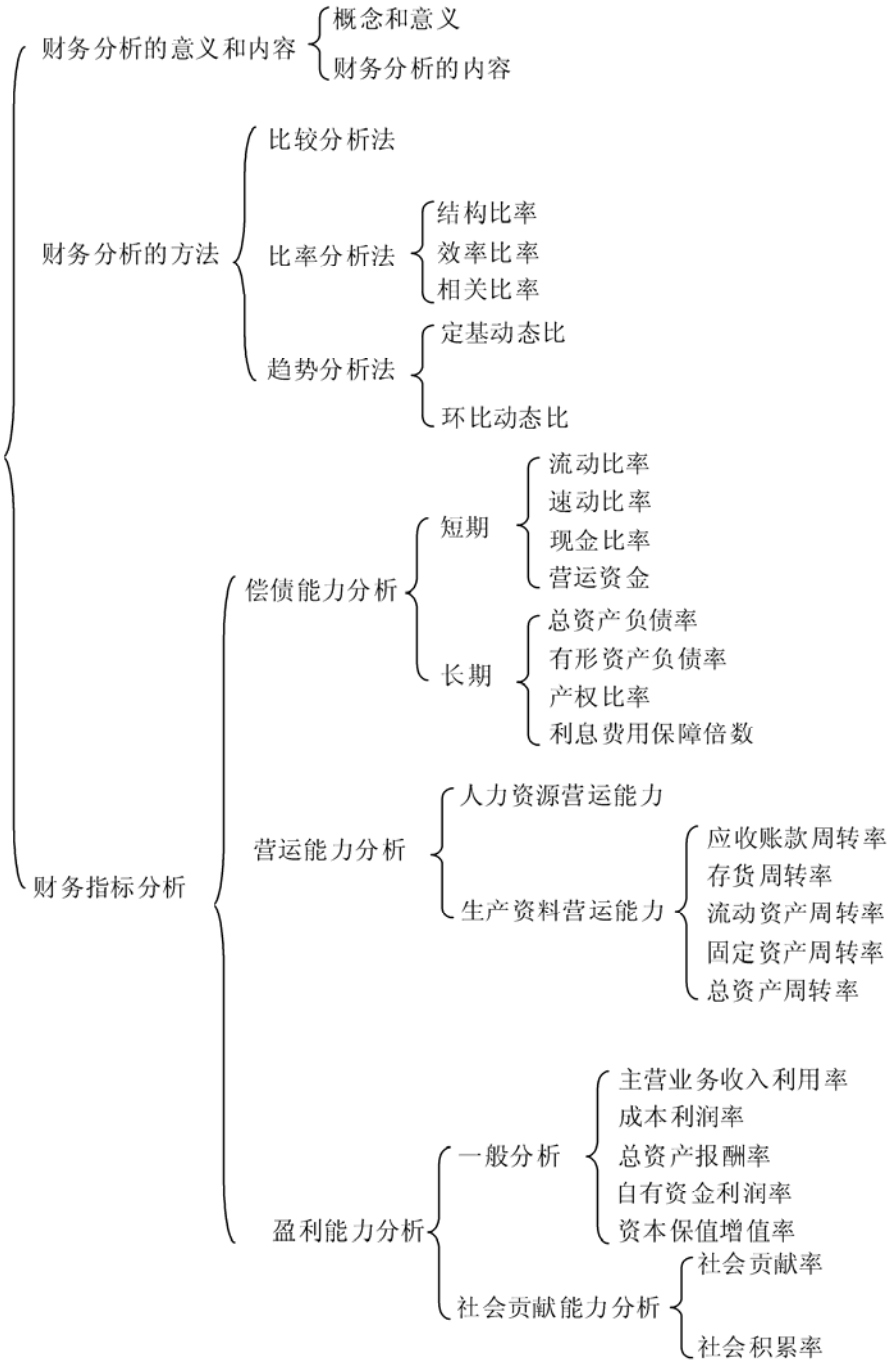 财务分析的意义和内容
概念和意义
财务分析的内容
财务分析的方法
比较分析法
比率分析法
结构比率
效率比率
相关比率
趋势分析法
定基动态比
环比动态比
财务指标分析
偿债能力分析
短期
流动比率
速动比率
现金比率
营运资金
长期
总资产负债率
有形资产负债率
产权比率
利息费用保障倍数
营运能力分析
人力资源营运能力
生产资料营运能力
应收账款周转率
存货周转率
流动资产周转率
固定资产周转率
总资产周转率
盈利能力分析
一般分析
主营业务收入利用率
成本利润率
总资产报酬率
自有资金利润率
资本保值增值率
社会贡献能力分析
社会贡献率
社会积累率